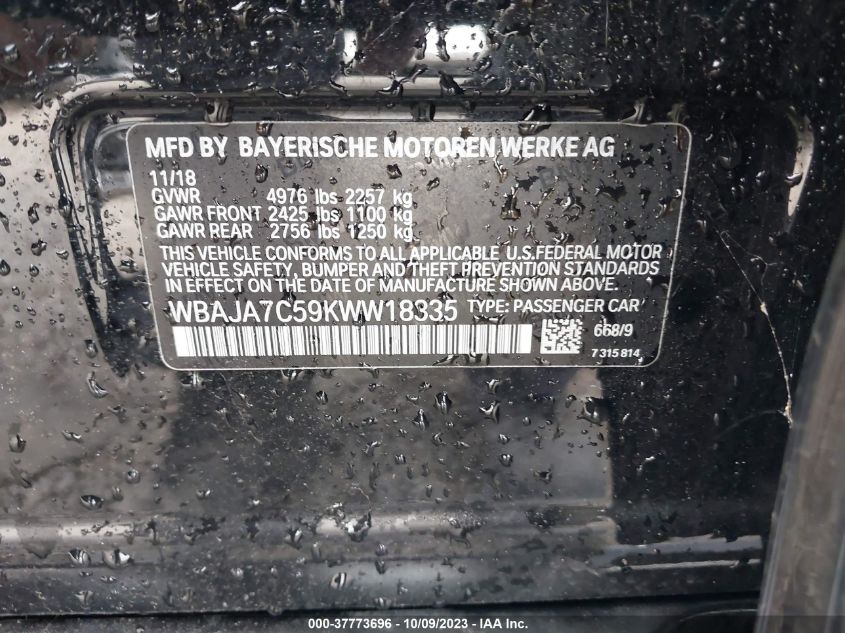 MFD BY BAYERISCHE MOTOREN WERKE AG
11/18
GVWR 4976 lbs 2257 kg
GAWR FRONT 2425 lbs 1100 kg
GAWR REAR 2756 lbs 1250 kg
THIS VEHICLE CONFORMS TO ALL APPLICABLE U.S.FEDERAL MOTOR
VEHICLE SAFETY, BUMPER AND THEFT PREVENTION STANDARDS
IN EFFECT ON THE DATE OF MANUFACTURE SHOWN ABOVE.
WBAJA7C59KWW18335 TYPE: PASSENGER CAR
668/9
7 315 814
000-37773696 - 10/09/2023 - IAA Inc.